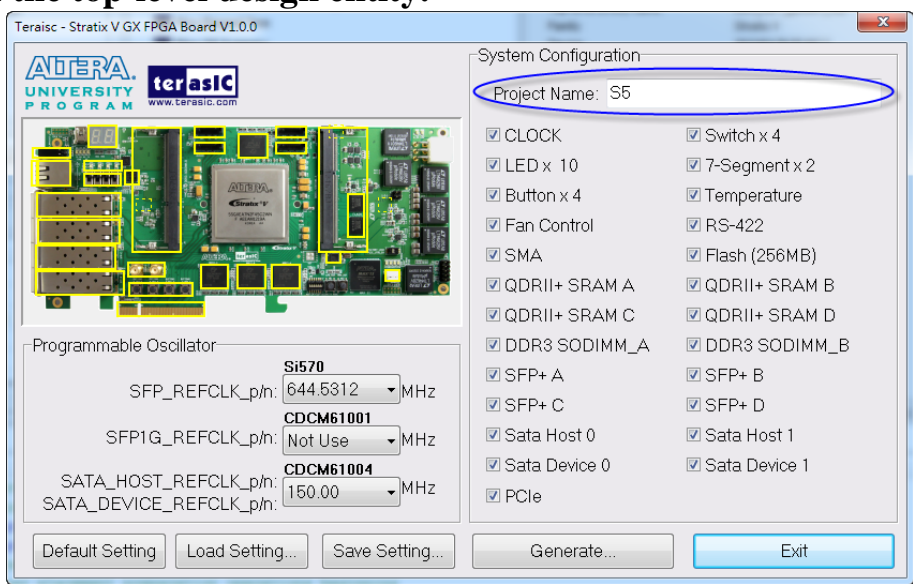 the top-level design entity.
Teraisc - Stratix V GX FPGA Board V1.0.0
ALTERA.
UNIVERSITY
PROGRAM
terasIC
www.terasic.com
ALTERA
Stratix V
System Configuration
Project Name: S5
CLOCK Switch x 4
LED x 10 7-Segment x 2
Button x 4 Temperature
Fan Control RS-422
SMA Flash (256MB)
QDRII+ SRAM A QDRII+ SRAM B
QDRII+ SRAM C QDRII+ SRAM D
DDR3 SODIMM_A DDR3 SODIMM_B
SFP+ A SFP+ B
SFP+ C SFP+ D
Sata Host 0 Sata Host 1
Sata Device 0 Sata Device 1
PCIe
Programmable Oscillator
Si570
SFP_REFCLK_p/n: 644.5312 MHz
CDCM61001
SFP1G_REFCLK_p/n: Not Use MHz
CDCM61004
SATA_HOST_REFCLK_p/n:
SATA_DEVICE_REFCLK_p/n: 150.00 MHz
Default Setting Load Setting... Save Setting... Generate... Exit